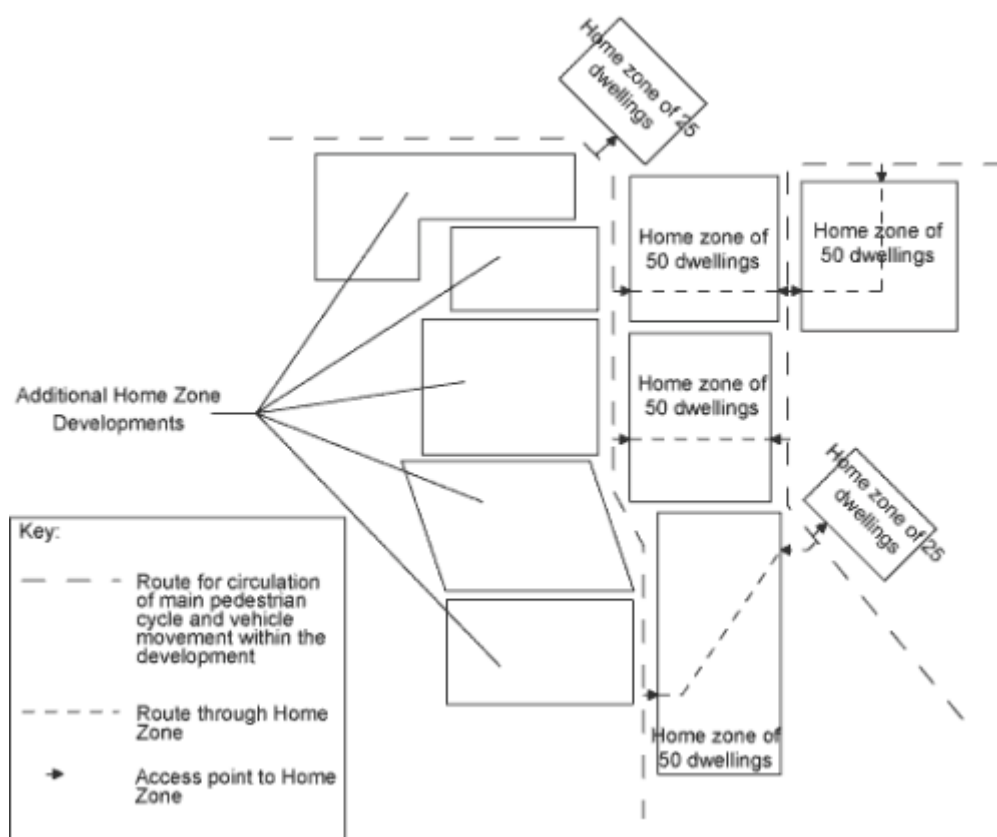 Home zone of 25
dwellings
Home zone of
50 dwellings
Home zone of
50 dwellings
Additional Home Zone
Developments
Home zone of
50 dwellings
Home zone of 25
dwellings
Key:
Route for circulation
of main pedestrian
cycle and vehicle
movement within the
development
Route through Home
Zone
Access point to Home
Zone
Home zone of
50 dwellings